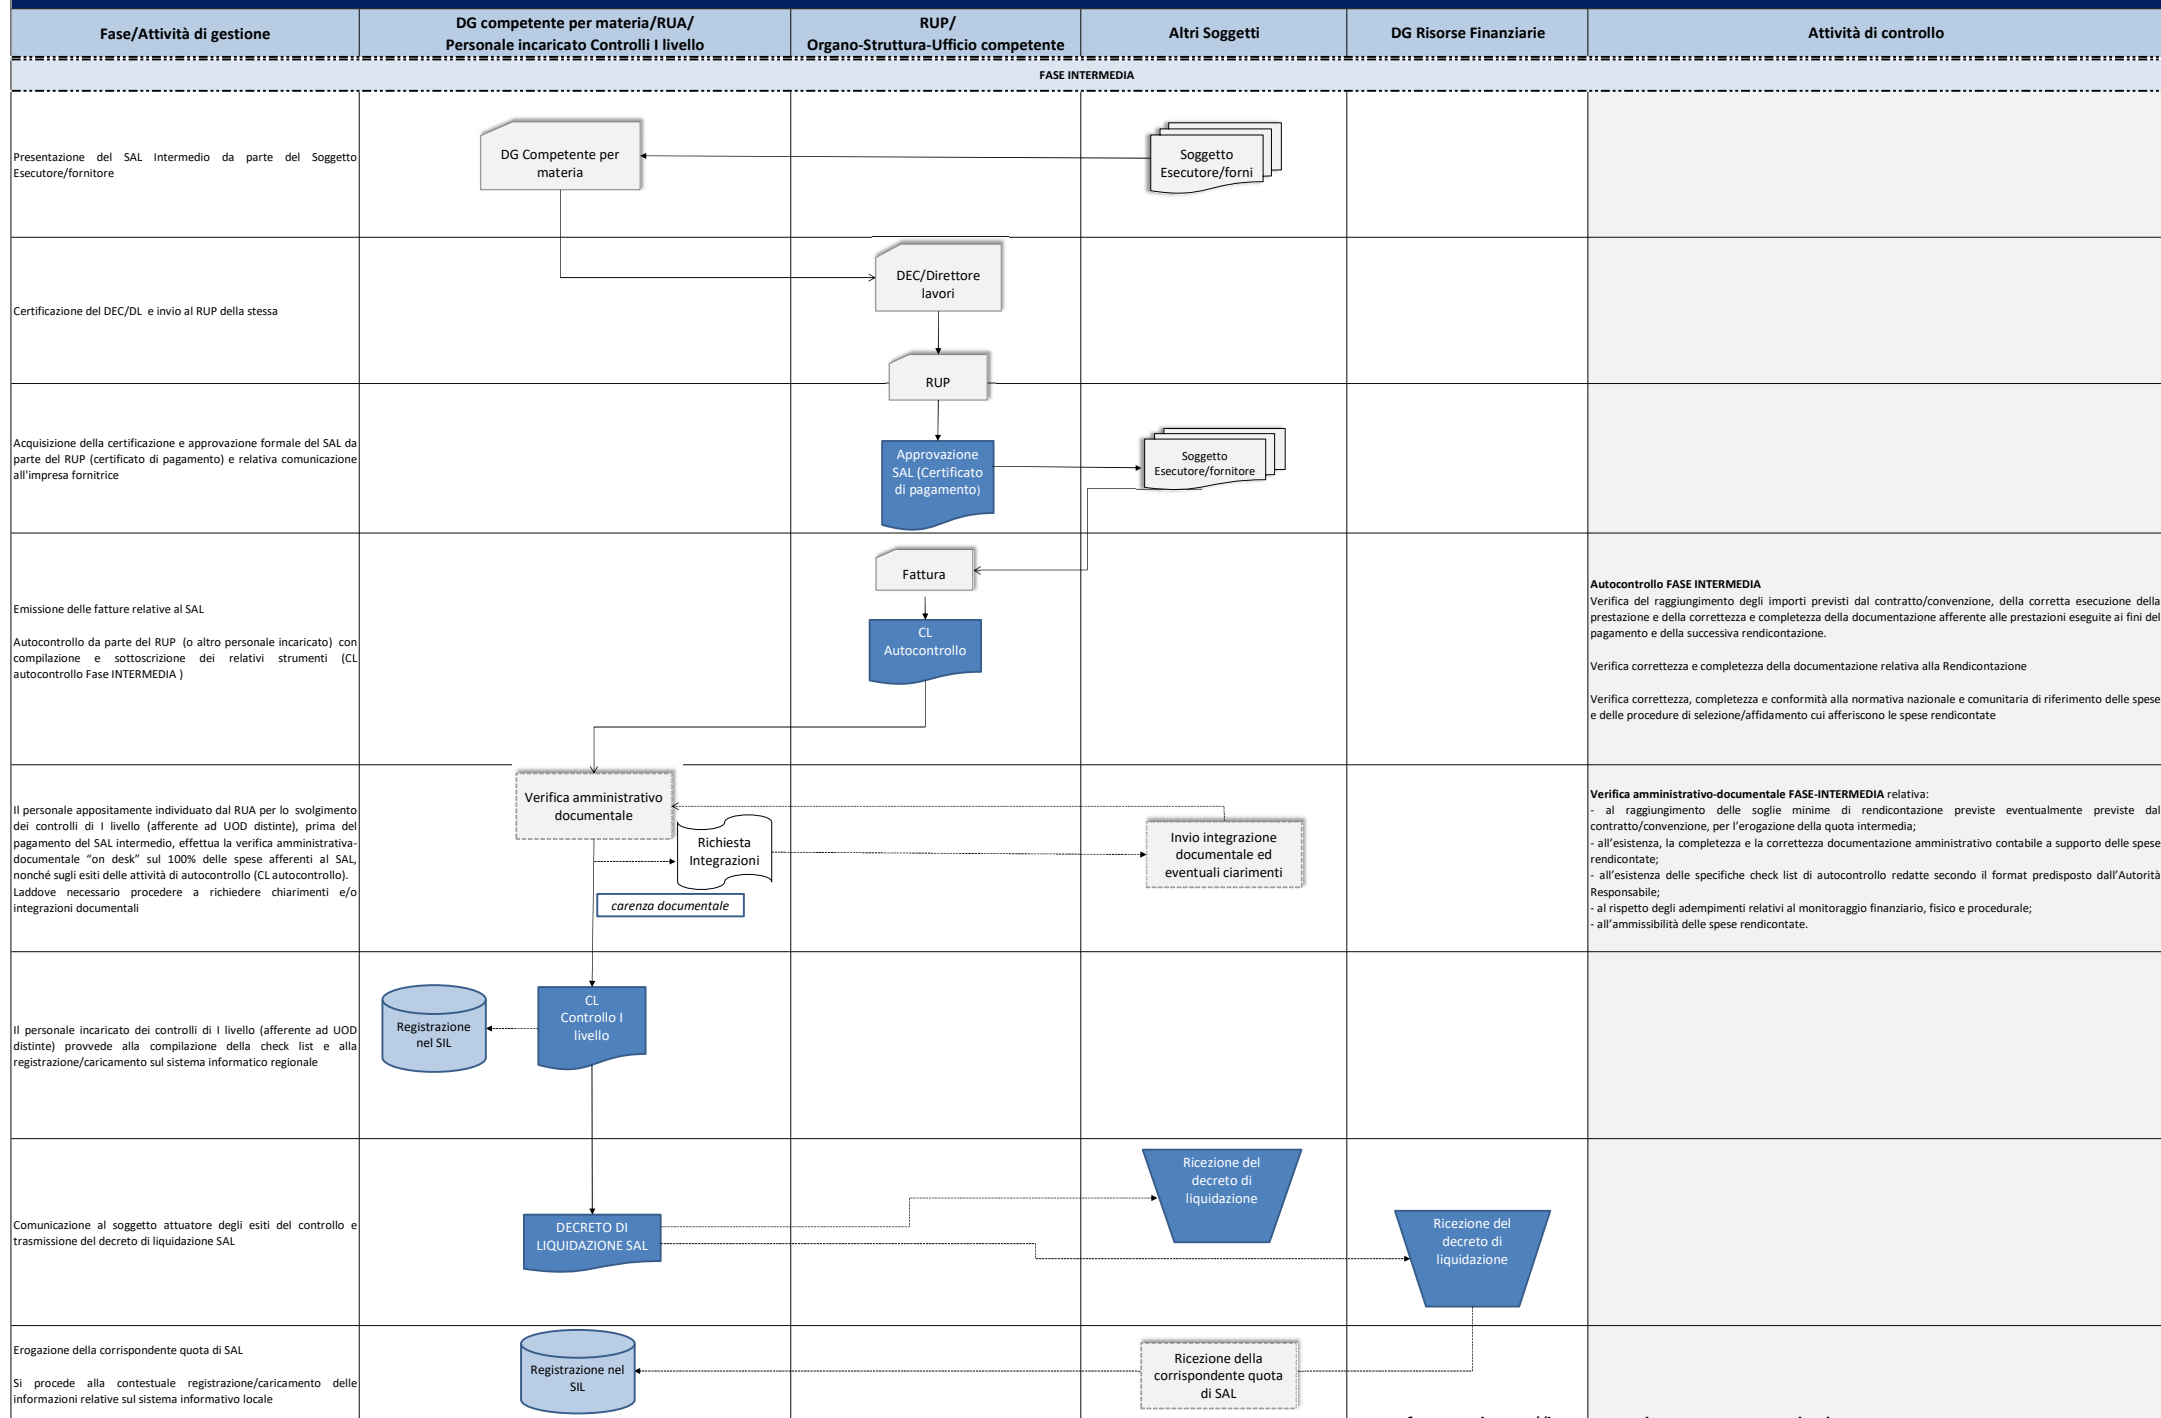 Fase/Attività di gestione
DG competente per materia/RUA/
Personale incaricato Controlli I livello
RUP/
Organo-Struttura-Ufficio competente
Altri Soggetti
DG Risorse Finanziarie
Attività di controllo
FASE INTERMEDIA
Presentazione del SAL Intermedio da parte del Soggetto
Esecutore/fornitore
DG Competente per
materia
Soggetto
Esecutore/forni
Certificazione del DEC/DL e invio al RUP della stessa
DEC/Direttore
lavori
RUP
Acquisizione della certificazione e approvazione formale del SAL da
parte del RUP (certificato di pagamento) e relativa comunicazione
all'impresa fornitrice
Approvazione
SAL (Certificato
di pagamento)
Soggetto
Esecutore/fornitore
Emissione delle fatture relative al SAL
Autocontrollo da parte del RUP (o altro personale incaricato) con
compilazione e sottoscrizione dei relativi strumenti (CL
autocontrollo Fase INTERMEDIA )
Fattura
CL
Autocontrollo
Autocontrollo FASE INTERMEDIA
Verifica del raggiungimento degli importi previsti dal contratto/convenzione, della corretta esecuzione della
prestazione e della correttezza e completezza della documentazione afferente alle prestazioni eseguite ai fini del
pagamento e della successiva rendicontazione.
Verifica correttezza e completezza della documentazione relativa alla Rendicontazione
Verifica correttezza, completezza e conformità alla normativa nazionale e comunitaria di riferimento delle spese
e delle procedure di selezione/affidamento cui afferiscono le spese rendicontate
Il personale appositamente individuato dal RUA per lo svolgimento
dei controlli di I livello (afferente ad UOD distinte), prima del
pagamento del SAL intermedio, effettua la verifica amministrativa-
documentale “on desk” sul 100% delle spese afferenti al SAL,
nonché sugli esiti delle attività di autocontrollo (CL autocontrollo).
Laddove necessario procedere a richiedere chiarimenti e/o
integrazioni documentali
Verifica amministrativo
documentale
Richiesta
Integrazioni
carenza documentale
Invio integrazione
documentale ed
eventuali ciarimenti
Verifica amministrativo-documentale FASE-INTERMEDIA relativa:
- al raggiungimento delle soglie minime di rendicontazione previste eventualmente previste dal
contratto/convenzione, per l’erogazione della quota intermedia;
- all’esistenza, la completezza e la correttezza documentazione amministrativo contabile a supporto delle spese
rendicontate;
- all’esistenza delle specifiche check list di autocontrollo redatte secondo il format predisposto dall’Autorità
Responsabile;
- al rispetto degli adempimenti relativi al monitoraggio finanziario, fisico e procedurale;
- all’ammissibilità delle spese rendicontate.
Il personale incaricato dei controlli di I livello (afferente ad UOD
distinte) provvede alla compilazione della check list e alla
registrazione/caricamento sul sistema informatico regionale
Registrazione
nel SIL
CL
Controllo I
livello
Comunicazione al soggetto attuatore degli esiti del controllo e
trasmissione del decreto di liquidazione SAL
DECRETO DI
LIQUIDAZIONE SAL
Ricezione del
decreto di
liquidazione
Ricezione del
decreto di
liquidazione
Erogazione della corrispondente quota di SAL
Si procede alla contestuale registrazione/caricamento delle
informazioni relative sul sistema informativo locale
Registrazione nel
SIL
Ricezione della
corrispondente quota
di SAL